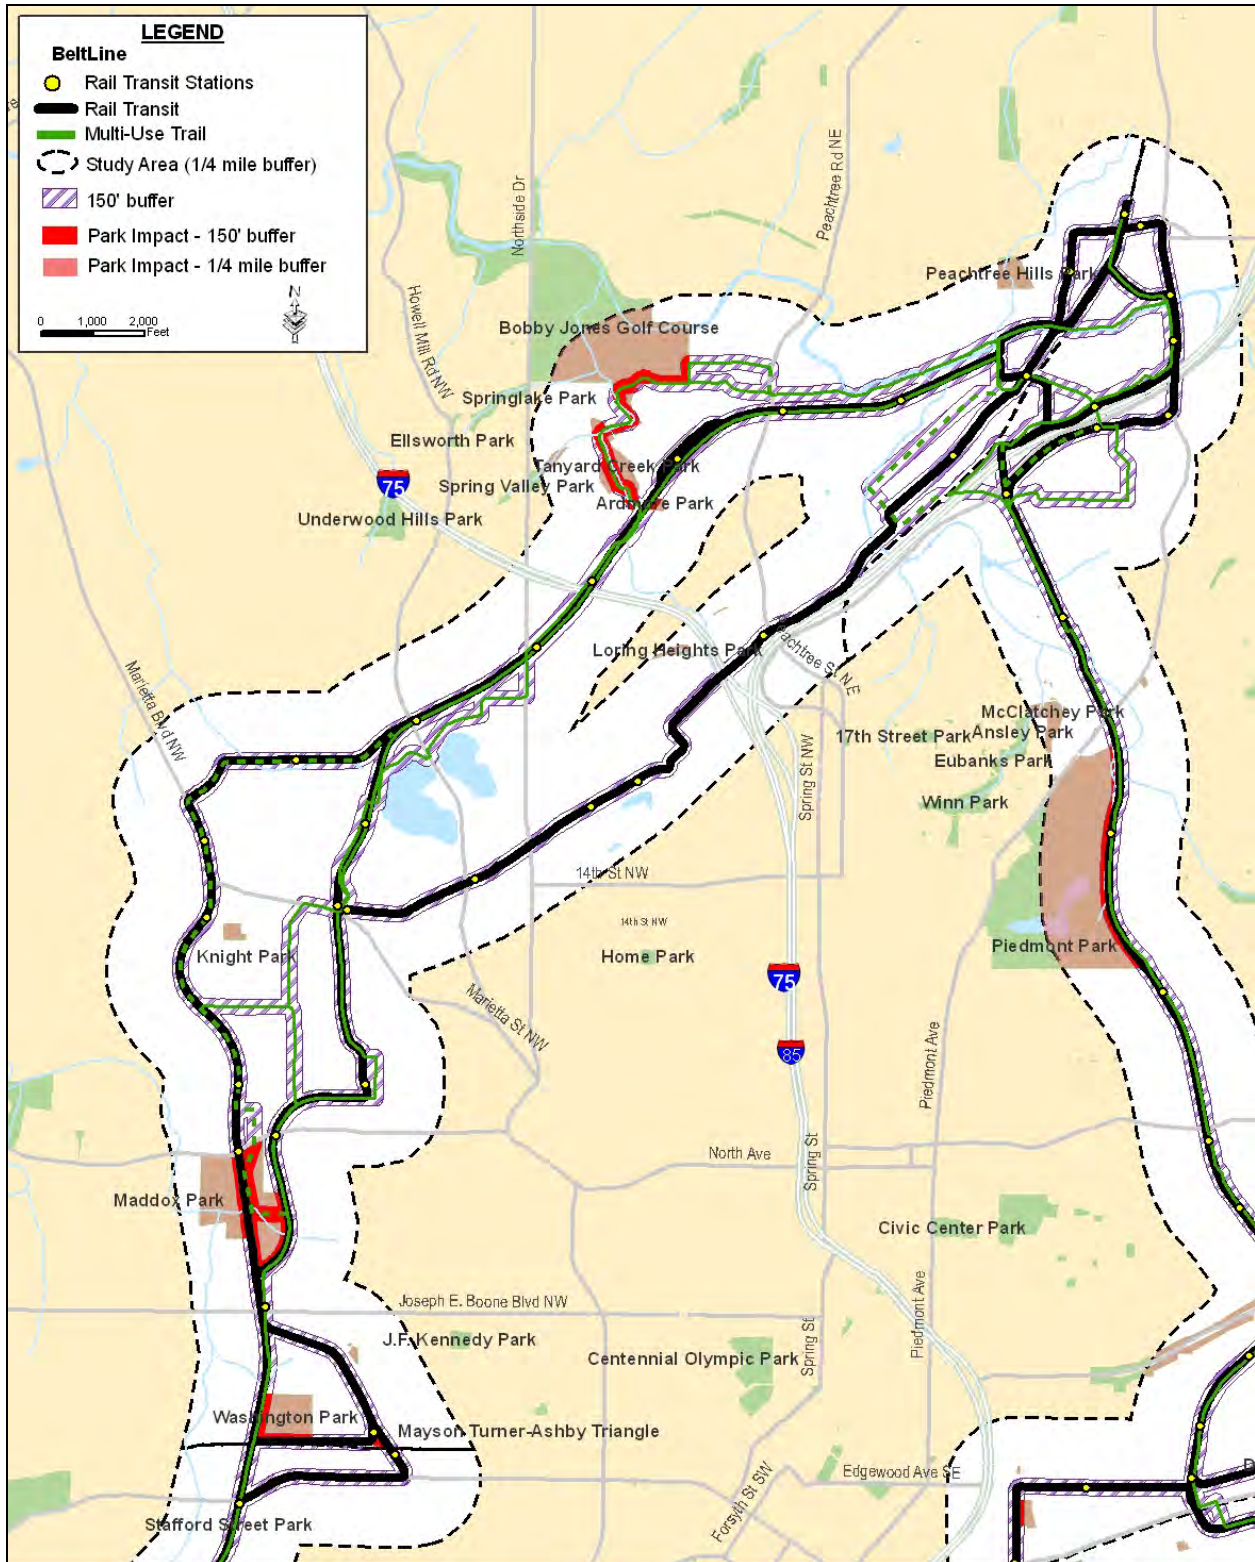 LEGEND
BeltLine
Rail Transit Stations
Rail Transit
Multi-Use Trail
Study Area (1/4 mile buffer)
150' buffer
Park Impact - 150' buffer
Park Impact - 1/4 mile buffer
N
0 1,000 2,000
Feet
Northside Dr
Peachtree Rd NE
Howell Mill Rd NW
Peachtree Hills Park
Bobby Jones Golf Course
Springlake Park
Ellsworth Park
Tanyard Creek Park
Spring Valley Park
75
Ardmore Park
Underwood Hills Park
Loring Heights Park
Peachtree St NE
Marietta Blvd NW
McClatchey Park
17th Street Park
Ansley Park
Eubanks Park
Spring St NW
Winn Park
14th St NW
14th St NW
Knight Park
Home Park
Piedmont Park
75
Marietta St NW
85
Piedmont Ave
North Ave
Spring St
Maddox Park
Civic Center Park
Joseph E. Boone Blvd NW
Piedmont Ave
J.F. Kennedy Park
Spring St
Centennial Olympic Park
Washington Park
Mayson Turner-Ashby Triangle
Edgewood Ave SE
Forsyth St SW
Stafford Street Park